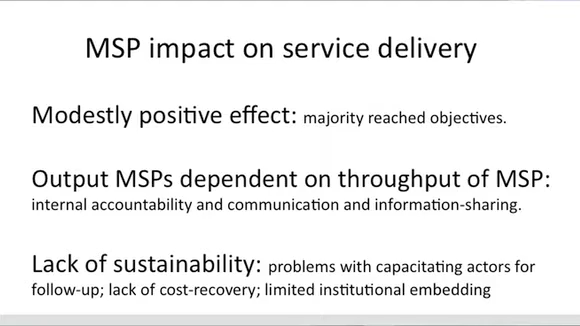 MSP impact on service delivery
Modestly positive effect: majority reached objectives.
Output MSPs dependent on throughput of MSP:
internal accountability and communication and information-sharing.
Lack of sustainability: problems with capacitating actors for
follow-up; lack of cost-recovery; limited institutional embedding